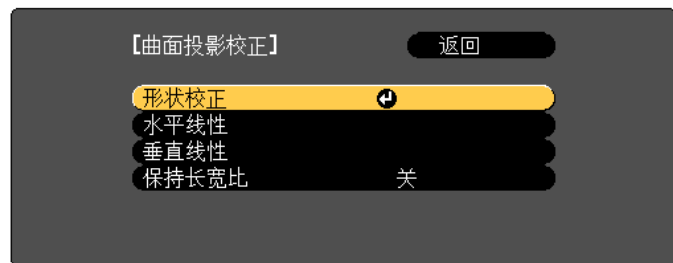 【曲面投影校正】 返回
形状校正
水平线性
垂直线性
保持长宽比 关